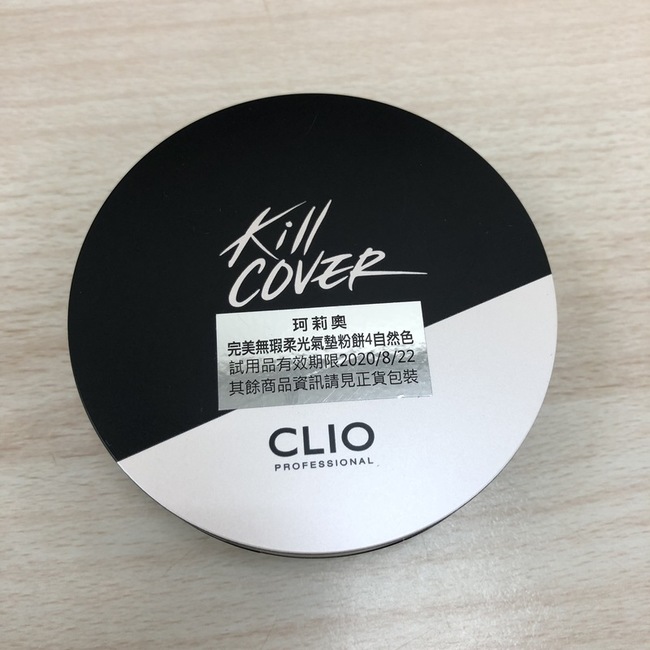 Kill
COVER
珂莉奧
完美無瑕柔光氣墊粉餅4自然色
試用品有效期限2020/8/22
其餘商品資訊請見正貨包裝
CLIO
PROFESSIONAL